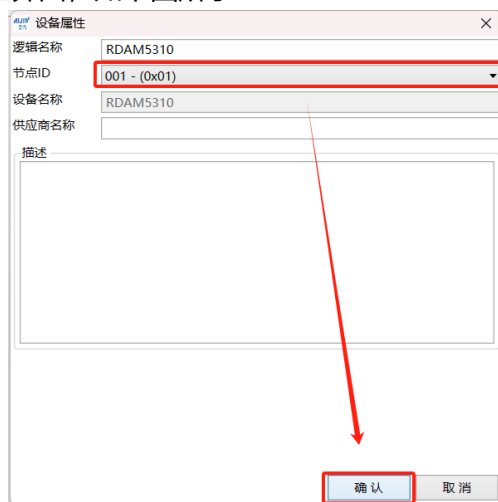 设备属性
逻辑名称 RDAM5310
节点ID 001 - (0x01)
设备名称 RDAM5310
供应商名称
描述
确认 取消